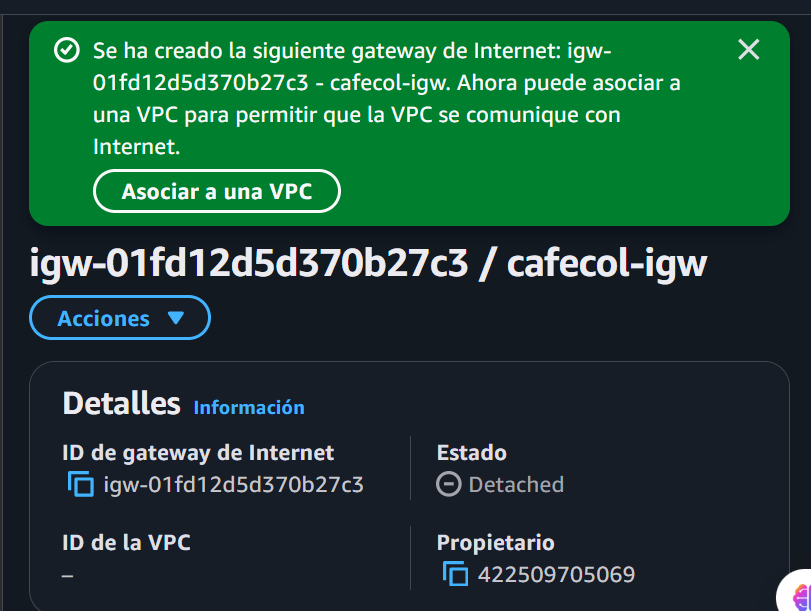 Se ha creado la siguiente gateway de Internet: igw-
01fd12d5d370b27c3 - cafecol-igw. Ahora puede asociar a
una VPC para permitir que la VPC se comunique con
Internet.
Asociar a una VPC
igw-01fd12d5d370b27c3 / cafecol-igw
Acciones
Detalles Información
ID de gateway de Internet
igw-01fd12d5d370b27c3
Estado
Detached
ID de la VPC
–
Propietario
422509705069